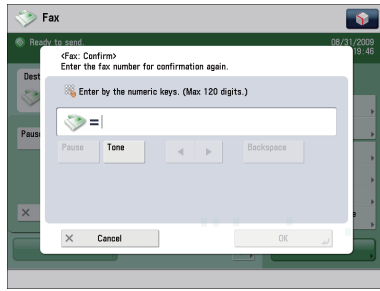 Fax
Ready to send.
08/31/2009
19:46
<Fax: Confirm>
Enter the fax number for confirmation again.
Dest
Enter by the numeric keys. (Max 120 digits.)
=
Pause
Pause
Tone
Backspace
Cancel
OK